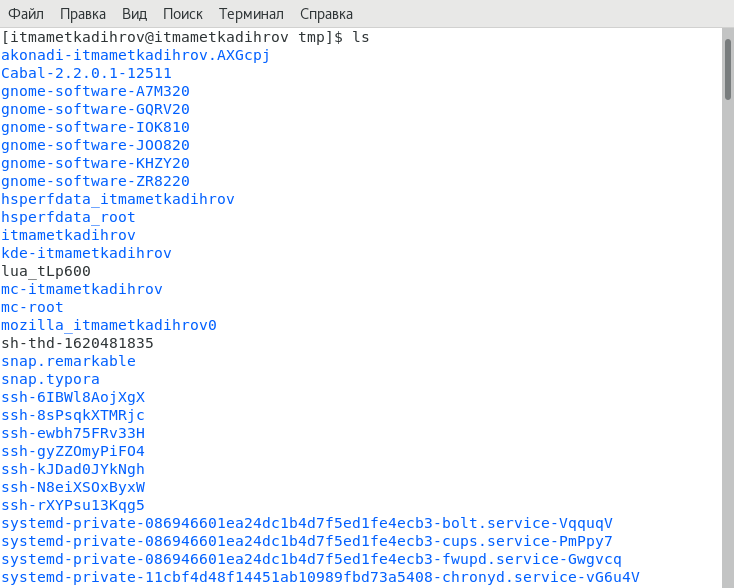 Файл Правка Вид Поиск Терминал Справка
[itmametkadihrov@itmametkadihrov tmp]$ ls
akonadi-itmametkadihrov.AXGcpj
Cabal-2.2.0.1-12511
gnome-software-A7M320
gnome-software-GQRV20
gnome-software-IOK810
gnome-software-JOO820
gnome-software-KHZY20
gnome-software-ZR8220
hsperfdata_itmametkadihrov
hsperfdata_root
itmametkadihrov
kde-itmametkadihrov
lua_tLp600
mc-itmametkadihrov
mc-root
mozilla_itmametkadihrov0
sh-thd-1620481835
snap.remarkable
snap.typora
ssh-6IBWl8AojXgX
ssh-8sPsqkXTMRjc
ssh-ewbh75FRv33H
ssh-gyZZOmyPiFO4
ssh-kJDad0JYkNgh
ssh-N8eiXSOxByxW
ssh-rXYPsu13Kqg5
systemd-private-086946601ea24dc1b4d7f5ed1fe4ecb3-bolt.service-VqquqV
systemd-private-086946601ea24dc1b4d7f5ed1fe4ecb3-cups.service-PmPpy7
systemd-private-086946601ea24dc1b4d7f5ed1fe4ecb3-fwupd.service-Gwgvcq
systemd-private-11cbf4d48f14451ab10989fbd73a5408-chronyd.service-vG6u4V